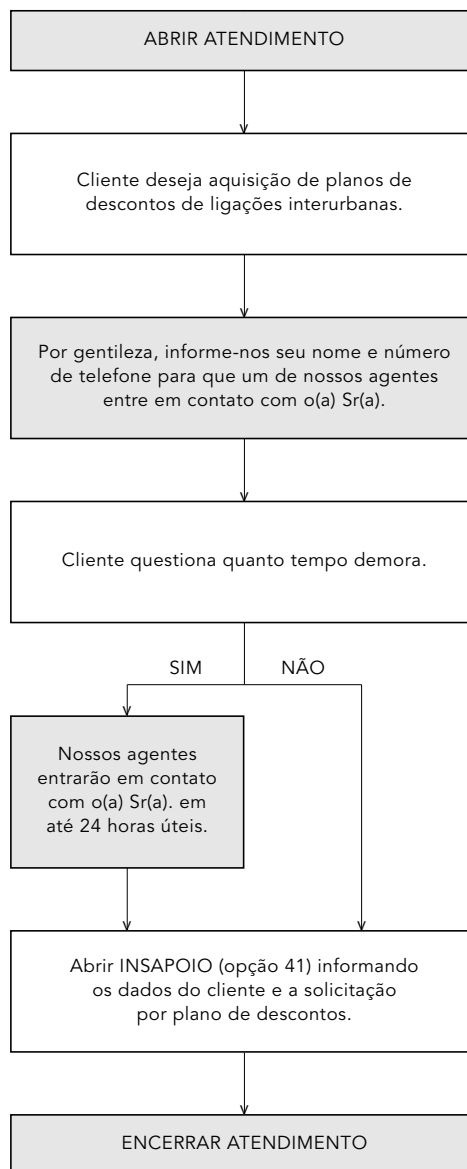 ABRIR ATENDIMENTO
Cliente deseja aquisição de planos de
descontos de ligações interurbanas.
Por gentileza, informe-nos seu nome e número
de telefone para que um de nossos agentes
entre em contato com o(a) Sr(a).
Cliente questiona quanto tempo demora.
SIM
NÃO
Nossos agentes
entrarão em contato
com o(a) Sr(a). em
até 24 horas úteis.
Abrir INSAPOIO (opção 41) informando
os dados do cliente e a solicitação
por plano de descontos.
ENCERRAR ATENDIMENTO